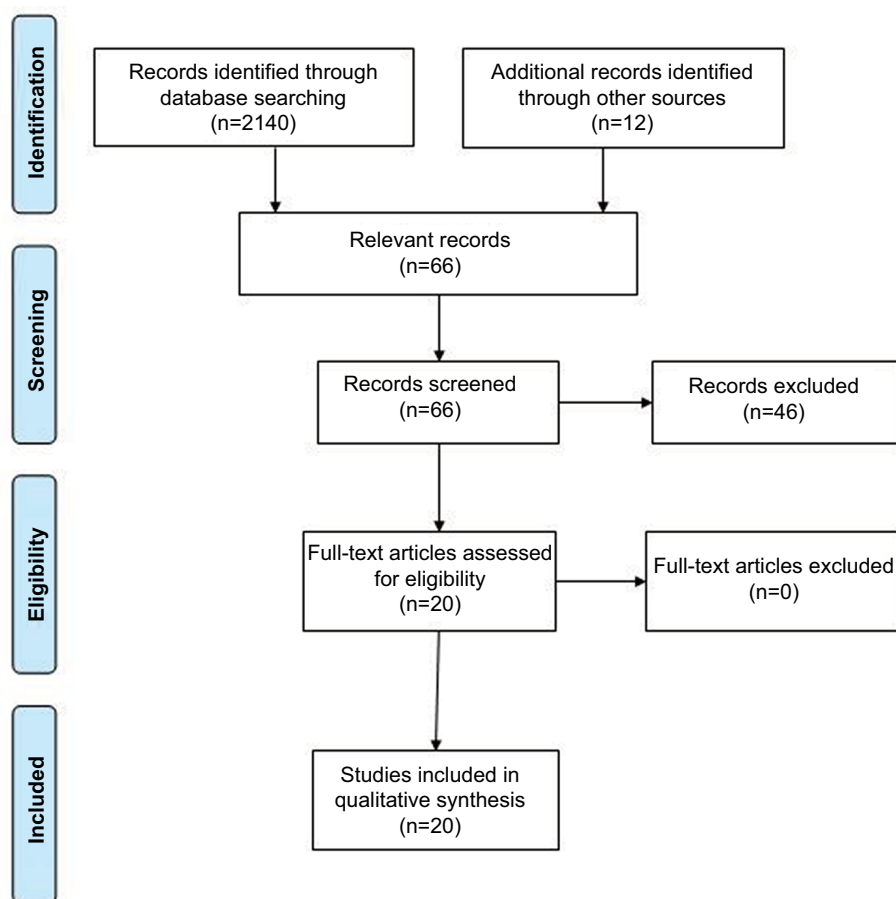 Identification
Records identified through
database searching
(n=2140)
Additional records identified
through other sources
(n=12)
Relevant records
(n=66)
Screening
Records screened
(n=66)
Records excluded
(n=46)
Eligibility
Full-text articles assessed
for eligibility
(n=20)
Full-text articles excluded
(n=0)
Included
Studies included in
qualitative synthesis
(n=20)